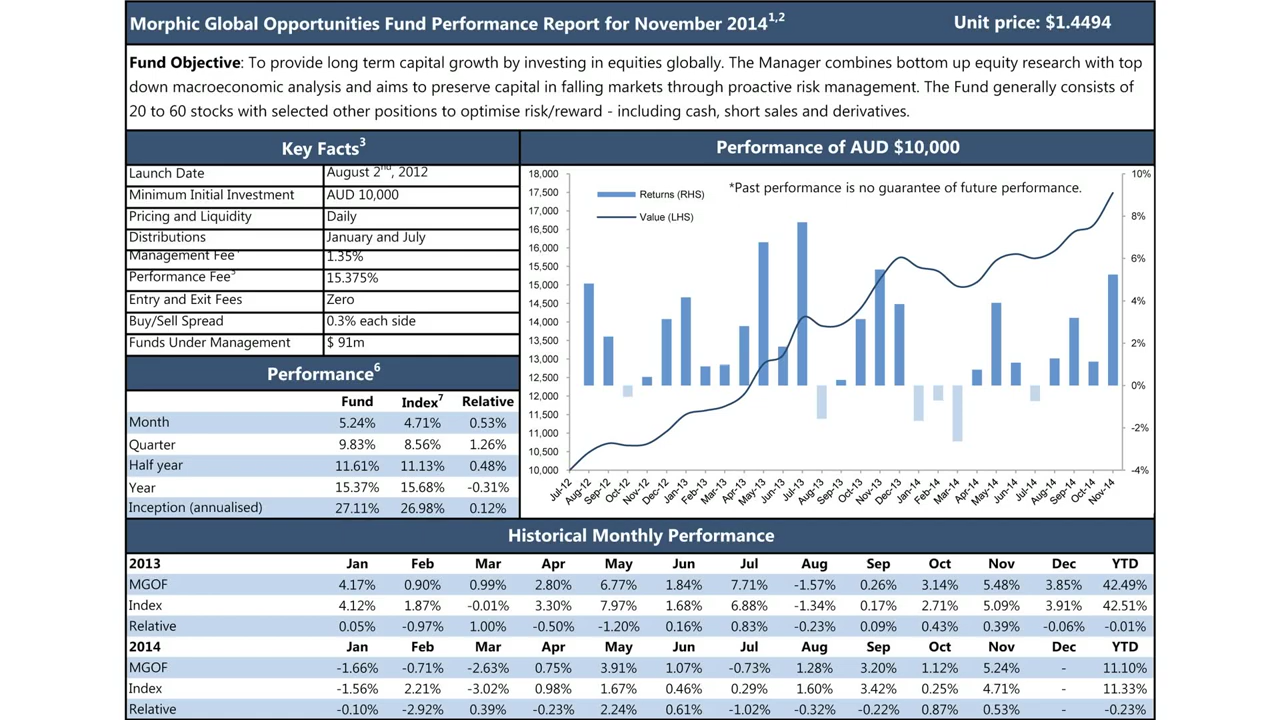 Morphic Global Opportunities Fund Performance Report for November 2014¹,² Unit price: $1.4494
Fund Objective: To provide long term capital growth by investing in equities globally. The Manager combines bottom up equity research with top
down macroeconomic analysis and aims to preserve capital in falling markets through proactive risk management. The Fund generally consists of
20 to 60 stocks with selected other positions to optimise risk/reward - including cash, short sales and derivatives.
Key Facts³
Launch Date August 2nd, 2012
Minimum Initial Investment AUD 10,000
Pricing and Liquidity Daily
Distributions January and July
Management Fee 1.35%
Performance Fee⁵ 15.375%
Entry and Exit Fees Zero
Buy/Sell Spread 0.3% each side
Funds Under Management $ 91m
Performance⁶
Fund Index⁷ Relative
Month 5.24% 4.71% 0.53%
Quarter 9.83% 8.56% 1.26%
Half year 11.61% 11.13% 0.48%
Year 15.37% 15.68% -0.31%
Inception (annualised) 27.11% 26.98% 0.12%
Performance of AUD $10,000
*Past performance is no guarantee of future performance.
Returns (RHS)
Value (LHS)
18,000
17,500
17,000
16,500
16,000
15,500
15,000
14,500
14,000
13,500
13,000
12,500
12,000
11,500
11,000
10,500
10,000
10%
8%
6%
4%
2%
0%
-2%
-4%
Jul-12 Aug-12 Sep-12 Oct-12 Nov-12 Dec-12 Jan-13 Feb-13 Mar-13 Apr-13 May-13 Jun-13 Jul-13 Aug-13 Sep-13 Oct-13 Nov-13 Dec-13 Jan-14 Feb-14 Mar-14 Apr-14 May-14 Jun-14 Jul-14 Aug-14 Sep-14 Oct-14 Nov-14
Historical Monthly Performance
2013 Jan Feb Mar Apr May Jun Jul Aug Sep Oct Nov Dec YTD
MGOF 4.17% 0.90% 0.99% 2.80% 6.77% 1.84% 7.71% -1.57% 0.26% 3.14% 5.48% 3.85% 42.49%
Index 4.12% 1.87% -0.01% 3.30% 7.97% 1.68% 6.88% -1.34% 0.17% 2.71% 5.09% 3.91% 42.51%
Relative 0.05% -0.97% 1.00% -0.50% -1.20% 0.16% 0.83% -0.23% 0.09% 0.43% 0.39% -0.06% -0.01%
2014 Jan Feb Mar Apr May Jun Jul Aug Sep Oct Nov Dec YTD
MGOF -1.66% -0.71% -2.63% 0.75% 3.91% 1.07% -0.73% 1.28% 3.20% 1.12% 5.24% - 11.10%
Index -1.56% 2.21% -3.02% 0.98% 1.67% 0.46% 0.29% 1.60% 3.42% 0.25% 4.71% - 11.33%
Relative -0.10% -2.92% 0.39% -0.23% 2.24% 0.61% -1.02% -0.32% -0.22% 0.87% 0.53% - -0.23%